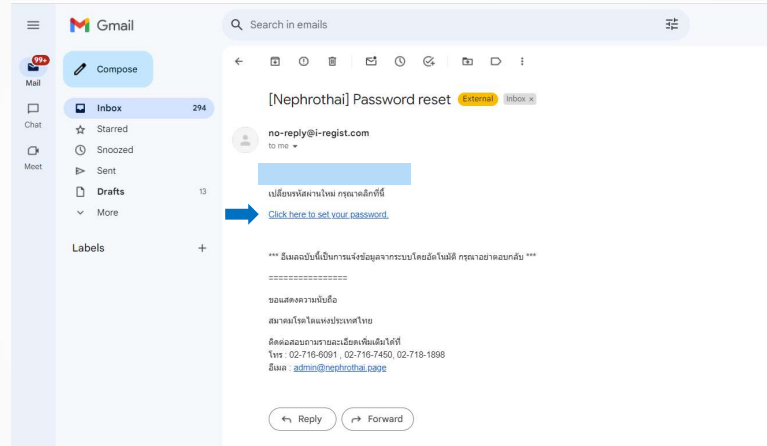 Gmail
Search in emails
99+
Mail
Chat
Meet
Compose
Inbox 294
Starred
Snoozed
Sent
Drafts 13
More
Labels +
[Nephrothai] Password reset External Inbox x
no-reply@i-regist.com
to me
เปลี่ยนรหัสผ่านใหม่ กรุณาคลิกที่นี่
Click here to set your password.
*** อีเมลฉบับนี้เป็นการแจ้งข้อมูลจากระบบโดยอัตโนมัติ กรุณาอย่าตอบกลับ ***
================
ขอแสดงความนับถือ
สมาคมโรคไตแห่งประเทศไทย
ติดต่อสอบถามรายละเอียดเพิ่มเติมได้ที่
โทร : 02-716-6091 , 02-716-7450, 02-718-1898
อีเมล : admin@nephrothai.page
Reply
Forward